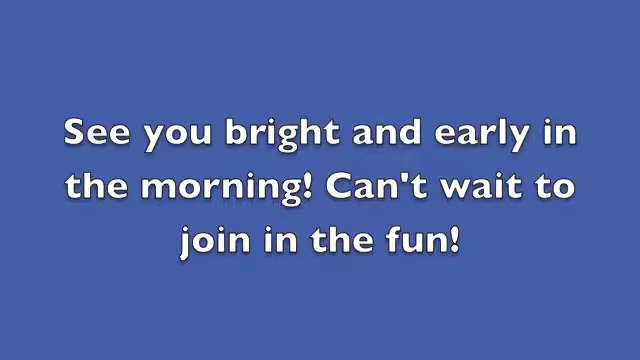 See you bright and early in
the morning! Can't wait to
join in the fun!